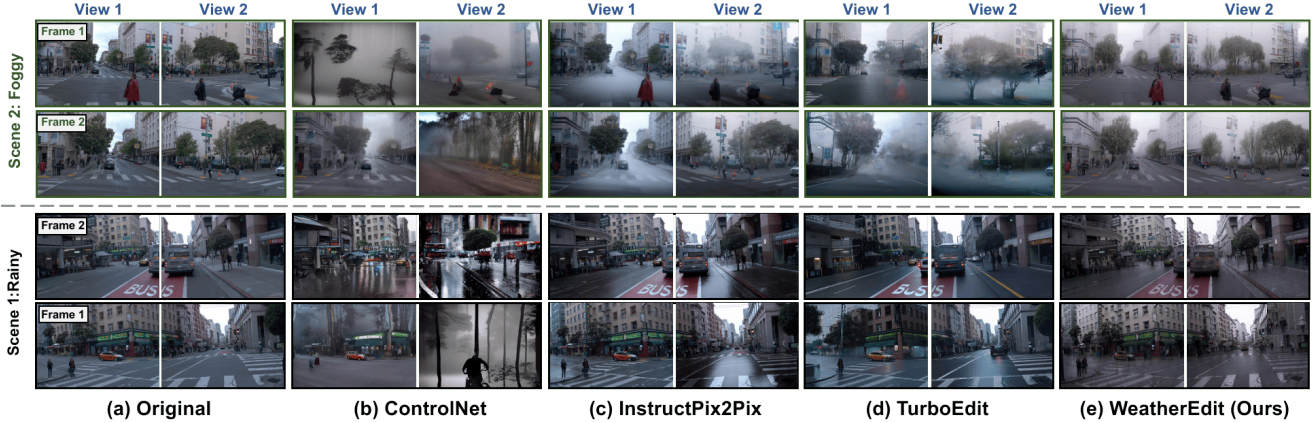 View 1 View 2 View 1 View 2 View 1 View 2 View 1 View 2 View 1 View 2
Scene 2: Foggy
Frame 1
Frame 2
Scene 1:Rainy
Frame 2
BUS
BUS
BUS
Frame 1
(a) Original (b) ControlNet (c) InstructPix2Pix (d) TurboEdit (e) WeatherEdit (Ours)